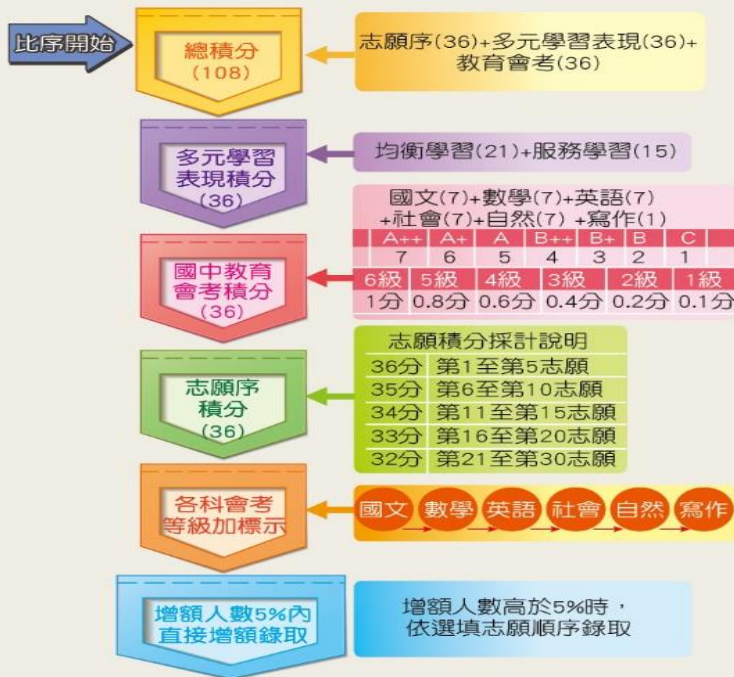 比序開始
總積分
(108)
志願序(36)+多元學習表現(36)+
教育會考(36)
多元學習
表現積分
(36)
均衡學習(21)+服務學習(15)
國中教育
會考積分
(36)
國文(7)+數學(7)+英語(7)
+社會(7)+自然(7) +寫作(1)
A++ A+ A B++ B+ B C
7 6 5 4 3 2 1
6級 5級 4級 3級 2級 1級
1分 0.8分 0.6分 0.4分 0.2分 0.1分
志願序
積分
(36)
志願積分採計說明
36分 第1至第5志願
35分 第6至第10志願
34分 第11至第15志願
33分 第16至第20志願
32分 第21至第30志願
各科會考
等級加標示
國文 數學 英語 社會 自然 寫作
增額人數5%內
直接增額錄取
增額人數高於5%時，
依選填志願順序錄取